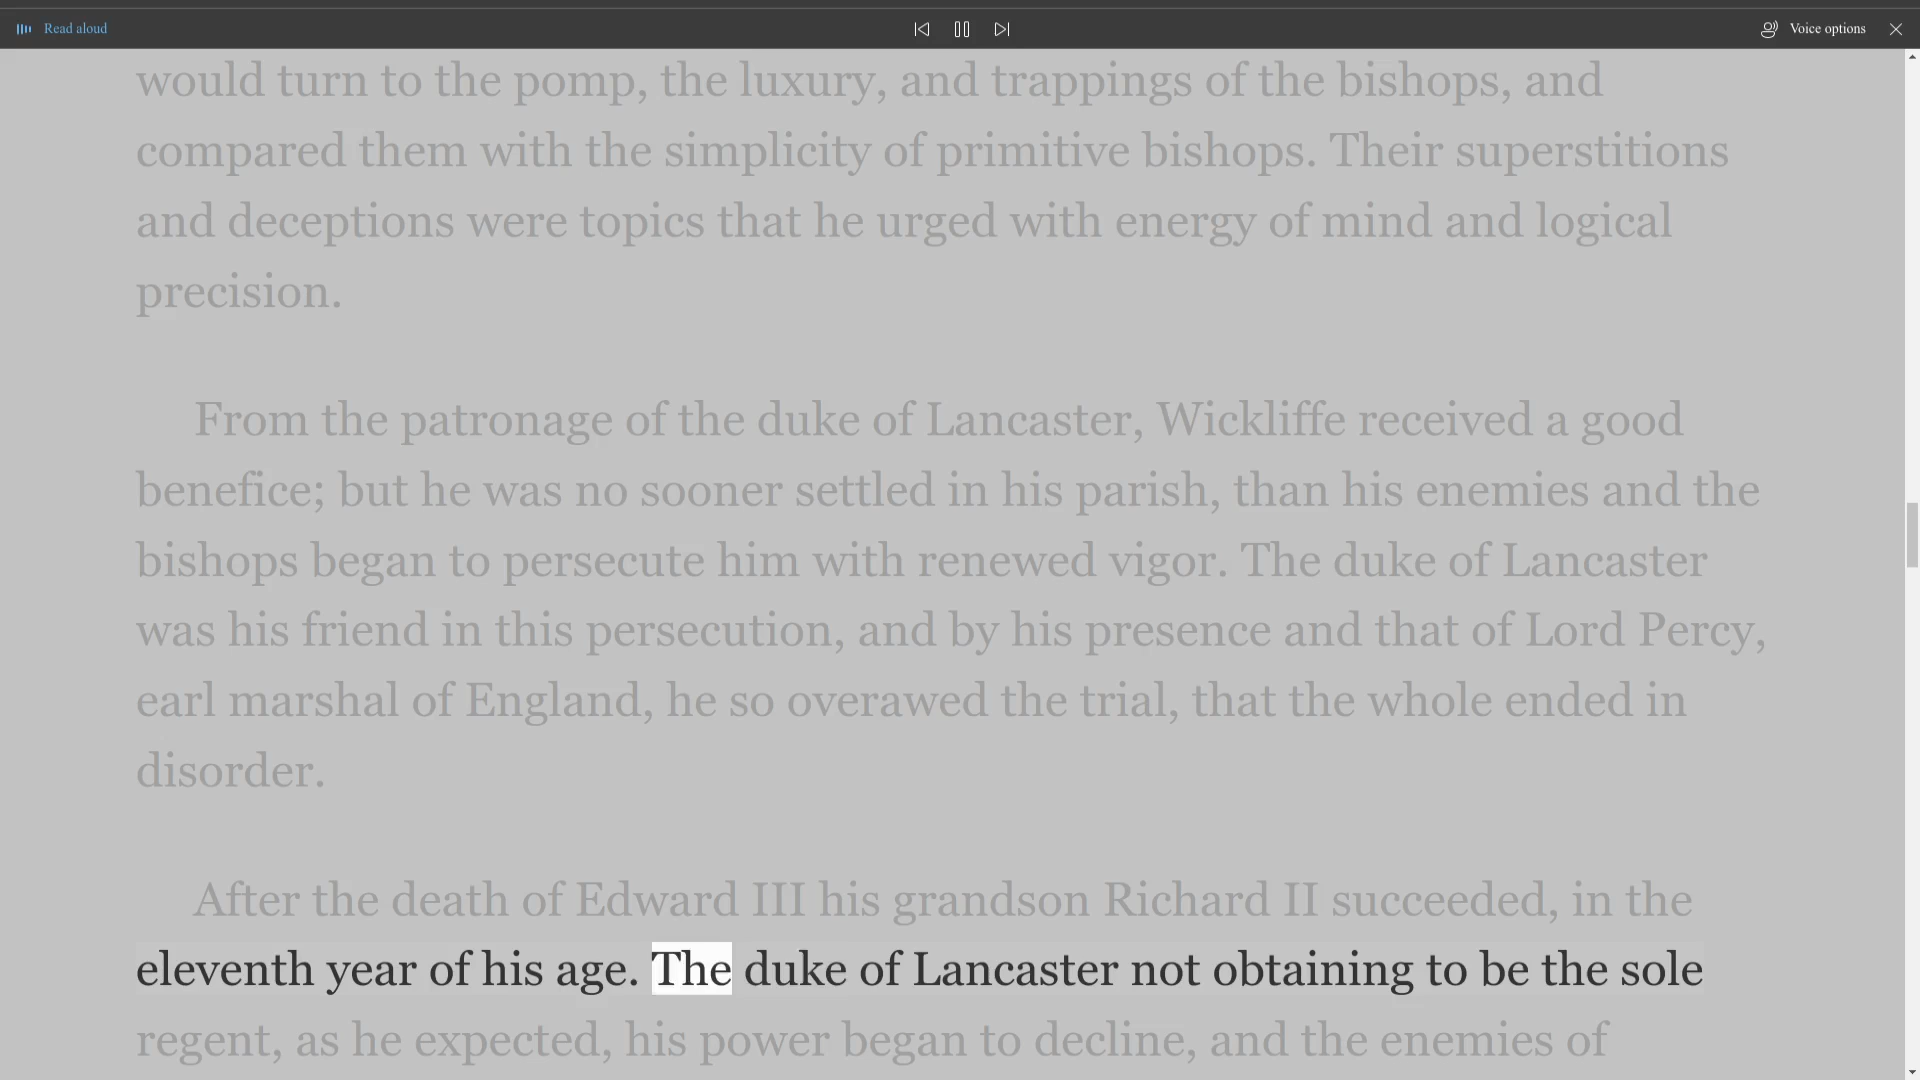 Read aloud
Voice options
would turn to the pomp, the luxury, and trappings of the bishops, and
compared them with the simplicity of primitive bishops. Their superstitions
and deceptions were topics that he urged with energy of mind and logical
precision.
From the patronage of the duke of Lancaster, Wickliffe received a good
benefice; but he was no sooner settled in his parish, than his enemies and the
bishops began to persecute him with renewed vigor. The duke of Lancaster
was his friend in this persecution, and by his presence and that of Lord Percy,
earl marshal of England, he so overawed the trial, that the whole ended in
disorder.
After the death of Edward III his grandson Richard II succeeded, in the
eleventh year of his age. The duke of Lancaster not obtaining to be the sole
regent, as he expected, his power began to decline, and the enemies of